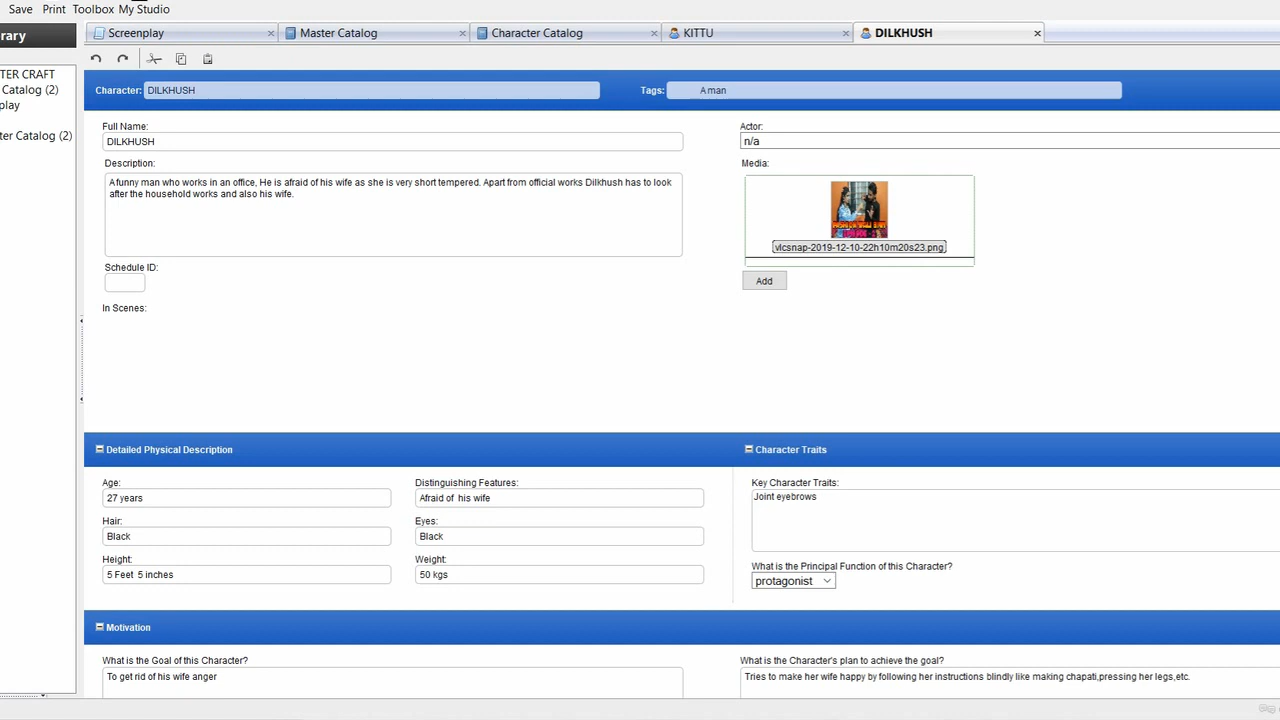 Save Print Toolbox My Studio
rary
Screenplay
Master Catalog
Character Catalog
KITTU
DILKHUSH
TER CRAFT
Catalog (2)
play
ter Catalog (2)
Character: DILKHUSH
Tags: A man
Full Name:
DILKHUSH
Actor:
n/a
Description:
A funny man who works in an office, He is afraid of his wife as she is very short tempered. Apart from official works Dilkhush has to look
after the household works and also his wife.
Media:
vlcsnap-2019-12-10-22h10m20s23.png
Add
Schedule ID:
In Scenes:
Detailed Physical Description
Character Traits
Age:
27 years
Distinguishing Features:
Afraid of his wife
Key Character Traits:
Joint eyebrows
Hair:
Black
Eyes:
Black
Height:
5 Feet 5 inches
Weight:
50 kgs
What is the Principal Function of this Character?
protagonist
Motivation
What is the Goal of this Character?
To get rid of his wife anger
What is the Character's plan to achieve the goal?
Tries to make her wife happy by following her instructions blindly like making chapati,pressing her legs,etc.